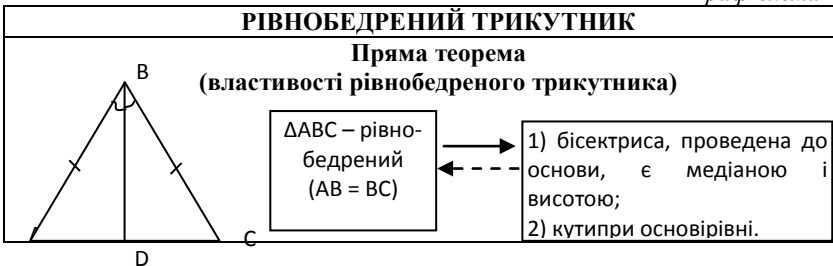 РІВНОБЕДРЕНИЙ ТРИКУТНИК
Пряма теорема
(властивості рівнобедреного трикутника)
B
ΔABC – рівно-
бедрений
(AB = BC)
1) бісектриса, проведена до
основи, є медіаною і
висотою;
2) кутипри основірівні.
C
D